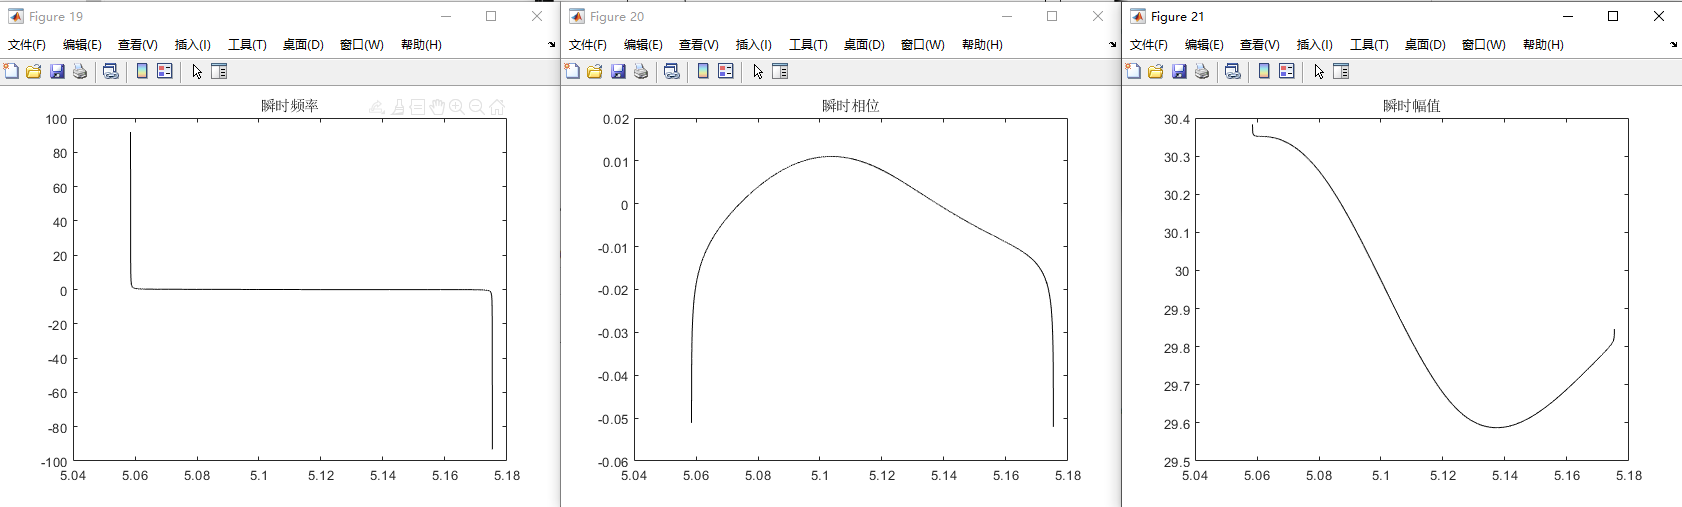 Figure 19
文件(F) 编辑(E) 查看(V) 插入(I) 工具(T) 桌面(D) 窗口(W) 帮助(H)
瞬时频率
100
80
60
40
20
0
-20
-40
-60
-80
-100
5.04 5.06 5.08 5.1 5.12 5.14 5.16 5.18
Figure 20
文件(F) 编辑(E) 查看(V) 插入(I) 工具(T) 桌面(D) 窗口(W) 帮助(H)
瞬时相位
0.02
0.01
0
-0.01
-0.02
-0.03
-0.04
-0.05
-0.06
5.04 5.06 5.08 5.1 5.12 5.14 5.16 5.18
Figure 21
文件(F) 编辑(E) 查看(V) 插入(I) 工具(T) 桌面(D) 窗口(W) 帮助(H)
瞬时幅值
30.4
30.3
30.2
30.1
30
29.9
29.8
29.7
29.6
29.5
5.04 5.06 5.08 5.1 5.12 5.14 5.16 5.18